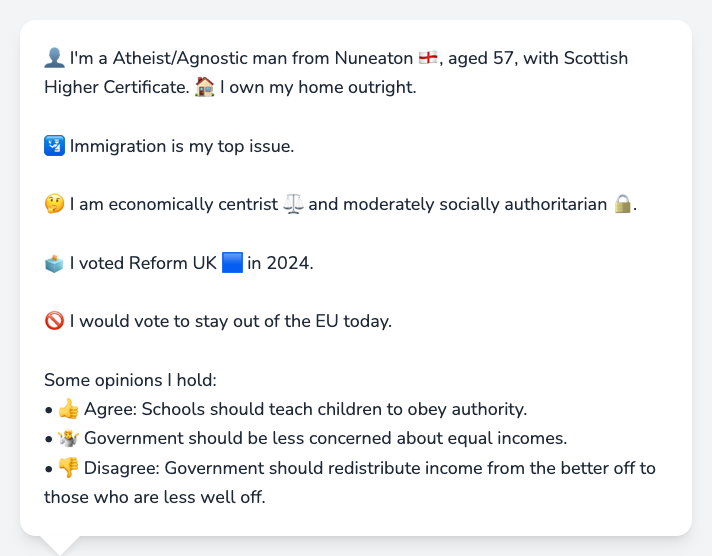 👤 I'm a Atheist/Agnostic man from Nuneaton 🏴󠁧󠁢󠁥󠁮󠁧󠁿, aged 57, with Scottish
Higher Certificate. 🏠 I own my home outright.
🛂 Immigration is my top issue.
🤔 I am economically centrist ⚖️ and moderately socially authoritarian 🔒.
🗳️ I voted Reform UK 🟦 in 2024.
🚫 I would vote to stay out of the EU today.
Some opinions I hold:
• 👍 Agree: Schools should teach children to obey authority.
• 🤷 Government should be less concerned about equal incomes.
• 👎 Disagree: Government should redistribute income from the better off to
those who are less well off.